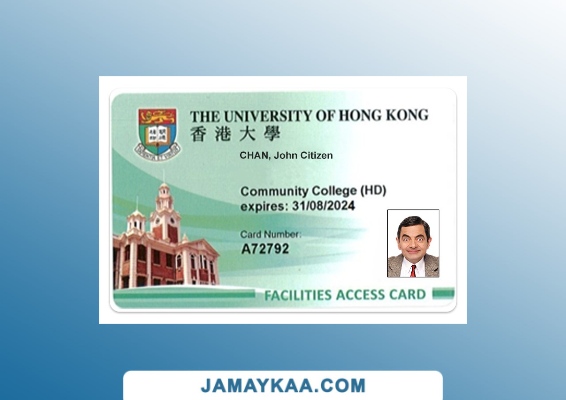 THE UNIVERSITY OF HONG KONG
香港大學
CHAN, John Citizen
Community College (HD)
expires: 31/08/2024
Card Number:
A72792
FACILITIES ACCESS CARD
JAMAYKAA.COM